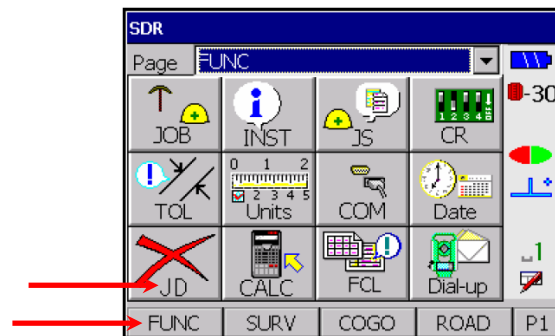 SDR
Page FUNC
-30
JOB INST JS CR
1 2 3 4 5
0 1 2
2 3 4 5
TOL Units COM Date
1
JD CALC FCL Dial-up
FUNC SURV COGO ROAD P1